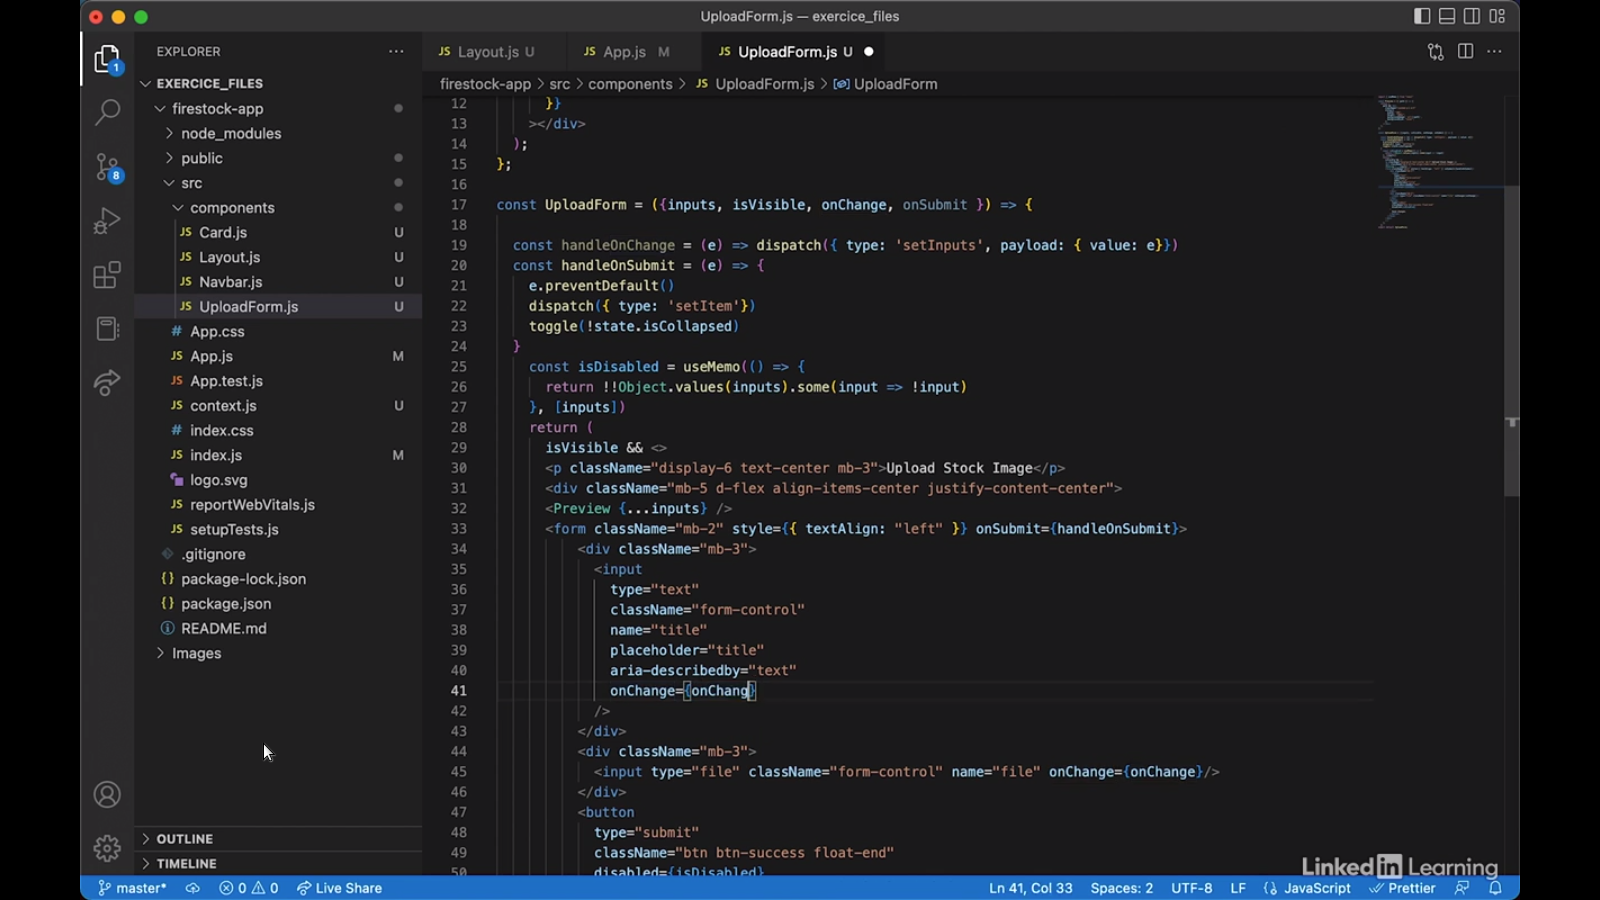 UploadForm.js — exercice_files
EXPLORER
JS Layout.js U
JS App.js M
JS UploadForm.js U
1
EXERCICE_FILES
firestock-app
node_modules
public
src
components
JS Card.js U
JS Layout.js U
JS Navbar.js U
JS UploadForm.js U
# App.css
JS App.js M
JS App.test.js
JS context.js U
# index.css
JS index.js M
logo.svg
JS reportWebVitals.js
JS setupTests.js
.gitignore
{} package-lock.json
{} package.json
README.md
Images
8
OUTLINE
TIMELINE
firestock-app > src > components > JS UploadForm.js > UploadForm
12 }}
13 ></div>
14 );
15 };
16
17 const UploadForm = ({inputs, isVisible, onChange, onSubmit }) => {
18
19 const handleOnChange = (e) => dispatch({ type: 'setInputs', payload: { value: e}})
20 const handleOnSubmit = (e) => {
21 e.preventDefault()
22 dispatch({ type: 'setItem'})
23 toggle(!state.isCollapsed)
24 }
25 const isDisabled = useMemo(() => {
26 return !!Object.values(inputs).some(input => !input)
27 }, [inputs])
28 return (
29 isVisible && <>
30 <p className="display-6 text-center mb-3">Upload Stock Image</p>
31 <div className="mb-5 d-flex align-items-center justify-content-center">
32 <Preview {...inputs} />
33 <form className="mb-2" style={{ textAlign: "left" }} onSubmit={handleOnSubmit}>
34 <div className="mb-3">
35 <input
36 type="text"
37 className="form-control"
38 name="title"
39 placeholder="title"
40 aria-describedby="text"
41 onChange={onChang}
42 />
43 </div>
44 <div className="mb-3">
45 <input type="file" className="form-control" name="file" onChange={onChange}/>
46 </div>
47 <button
48 type="submit"
49 className="btn btn-success float-end"
50 disabled={isDisabled}
LinkedIn Learning
master* 0 0 Live Share
Ln 41, Col 33 Spaces: 2 UTF-8 LF {} JavaScript Prettier